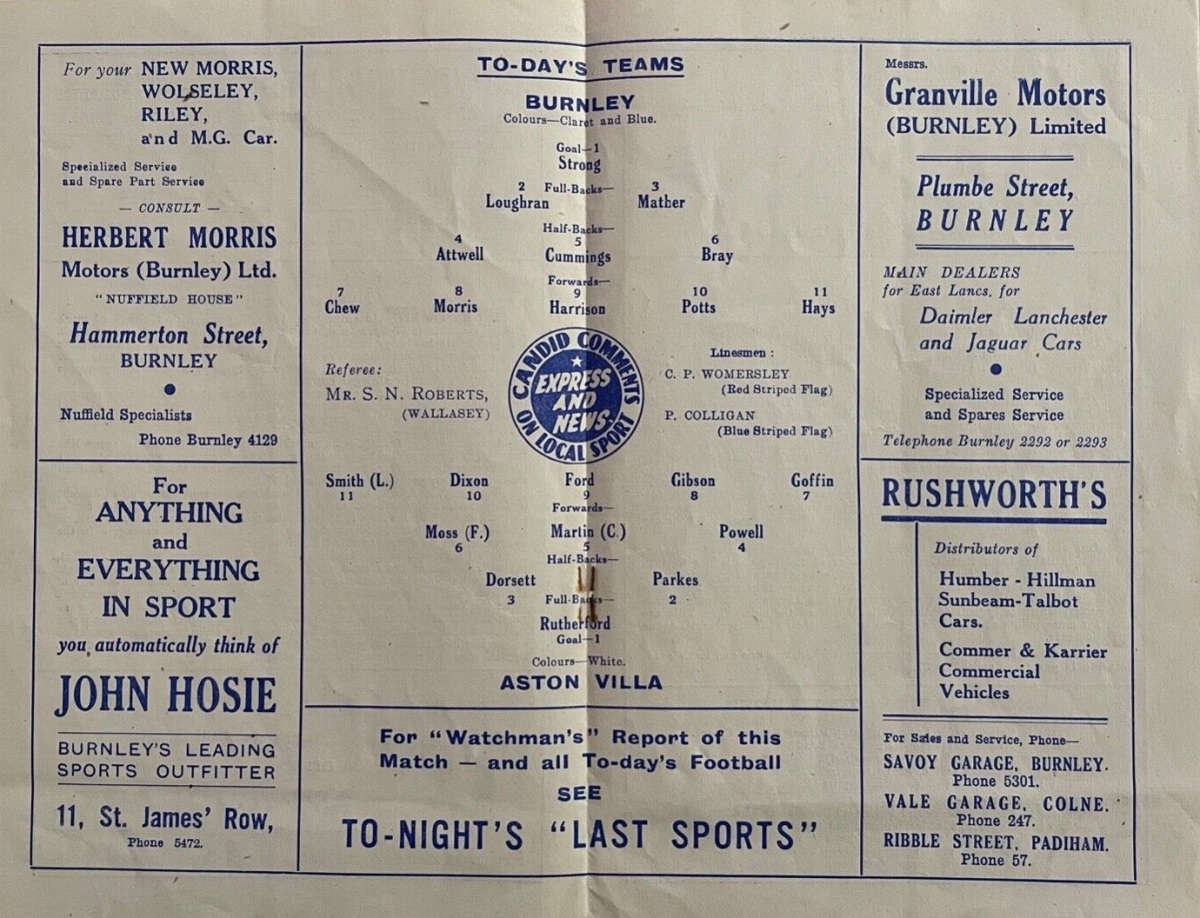 For your NEW MORRIS,
WOLSELEY,
RILEY,
and M.G. Car.
Specialized Service
and Spare Part Service
— CONSULT —
HERBERT MORRIS
Motors (Burnley) Ltd.
"NUFFIELD HOUSE"
Hammerton Street,
BURNLEY
Nuffield Specialists
Phone Burnley 4129
For
ANYTHING
and
EVERYTHING
IN SPORT
you automatically think of
JOHN HOSIE
BURNLEY'S LEADING
SPORTS OUTFITTER
11, St. James' Row,
Phone 5472.
TO-DAY'S TEAMS
BURNLEY
Colours—Claret and Blue.
Goal—1
Strong
2 Full-Backs— 3
Loughran Mather
Half-Backs—
4 5 6
Attwell Cummings Bray
Forwards—
7 8 9 10 11
Chew Morris Harrison Potts Hays
Referee:
MR. S. N. ROBERTS,
(WALLASEY)
CANDID COMMENTS
EXPRESS
AND
NEWS
ON LOCAL SPORT
Linesmen :
C. P. WOMERSLEY
(Red Striped Flag)
P. COLLIGAN
(Blue Striped Flag)
Smith (L.) Dixon Ford Gibson Goffin
11 10 9 8 7
Forwards—
Moss (F.) Martin (C.) Powell
6 5 4
Half-Backs—
Dorsett Parkes
3 Full-Backs— 2
Rutherford
Goal—1
Colours—White.
ASTON VILLA
For "Watchman's" Report of this
Match — and all To-day's Football
SEE
TO-NIGHT'S "LAST SPORTS"
Messrs.
Granville Motors
(BURNLEY) Limited
Plumbe Street,
BURNLEY
MAIN DEALERS
for East Lancs. for
Daimler Lanchester
and Jaguar Cars
Specialized Service
and Spares Service
Telephone Burnley 2292 or 2293
RUSHWORTH'S
Distributors of
Humber - Hillman
Sunbeam-Talbot
Cars.
Commer & Karrier
Commercial
Vehicles
For Sales and Service, Phone—
SAVOY GARAGE, BURNLEY.
Phone 5301.
VALE GARAGE, COLNE.
Phone 247.
RIBBLE STREET, PADIHAM.
Phone 57.